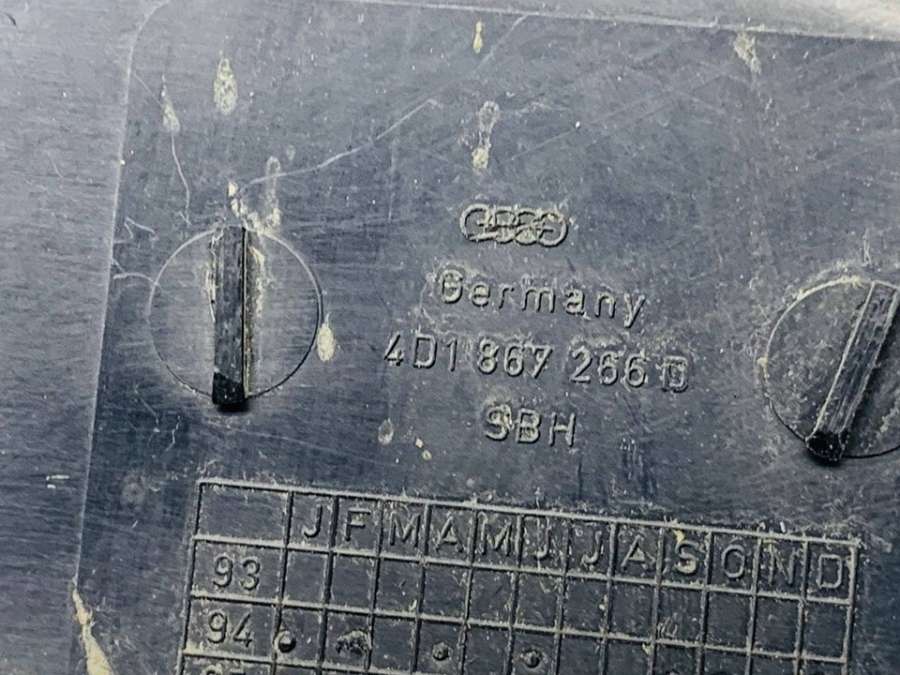 Germany
4D1 867 266 D
SBH
J F M A M J J A S O N D
93
94